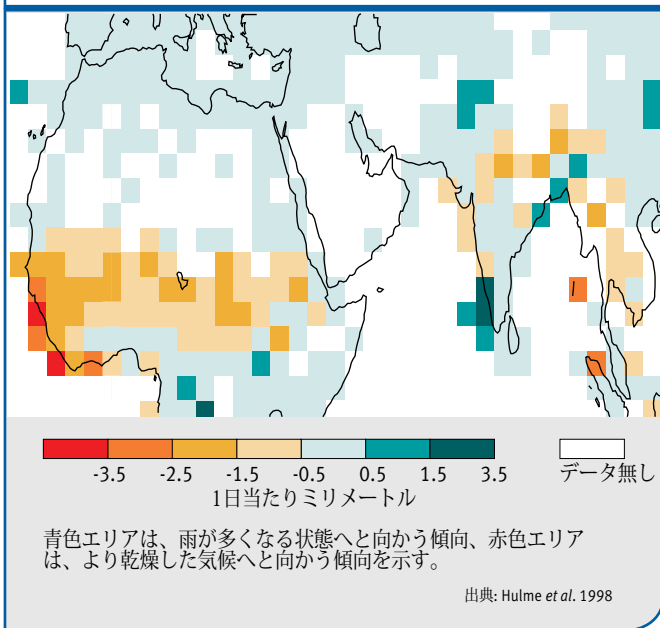 -3.5 -2.5 -1.5 -0.5 0.5 1.5 3.5
データ無し
1日当たりミリメートル
青色エリアは、雨が多くなる状態へと向かう傾向、赤色エリア
は、より乾燥した気候へと向かう傾向を示す。
出典: Hulme et al. 1998